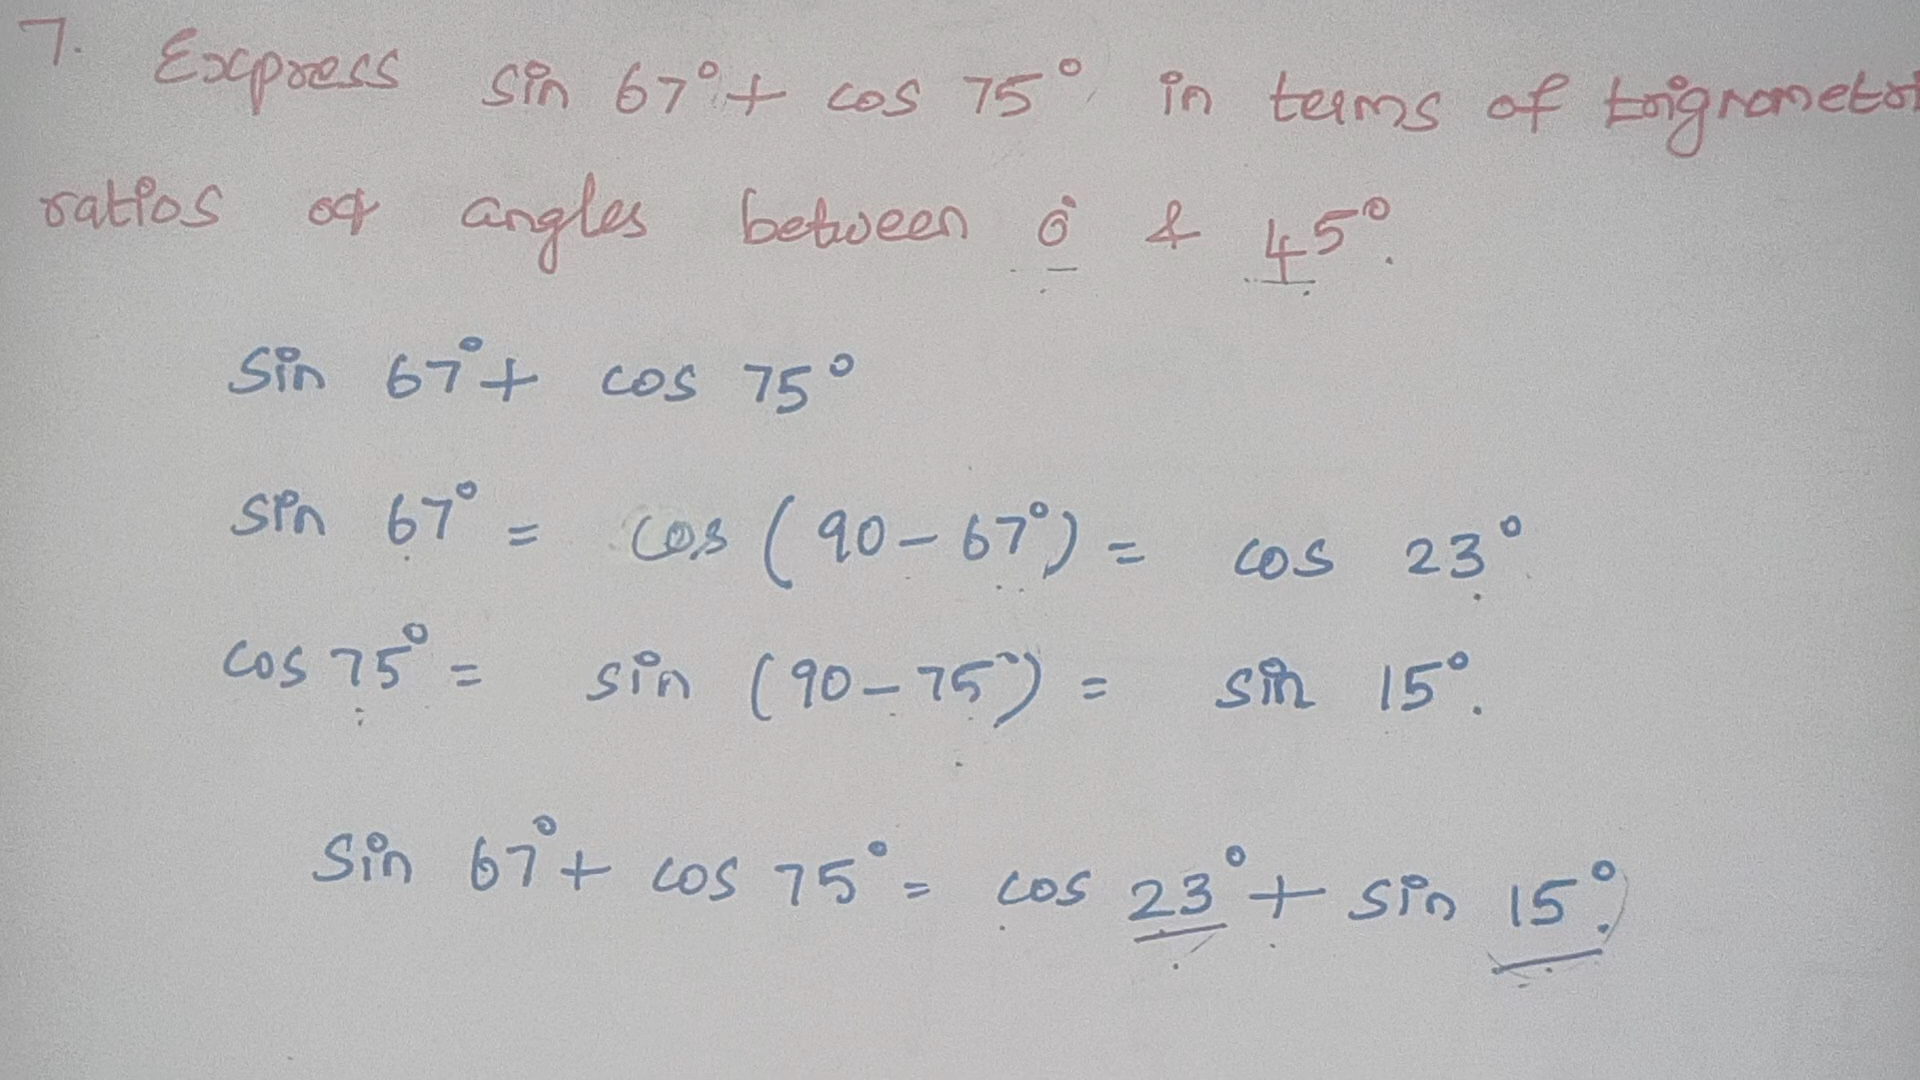 7. Express sin 67° + cos 75° in terms of
ratios of angles between 0° & 45°.
Sin 67° + cos 75°
Sin 67° = cos (90 - 67°) = cos 23°
cos 75° = sin (90 - 75°) = sin 15°.
Sin 67° + cos 75° = cos 23° + sin 15°.